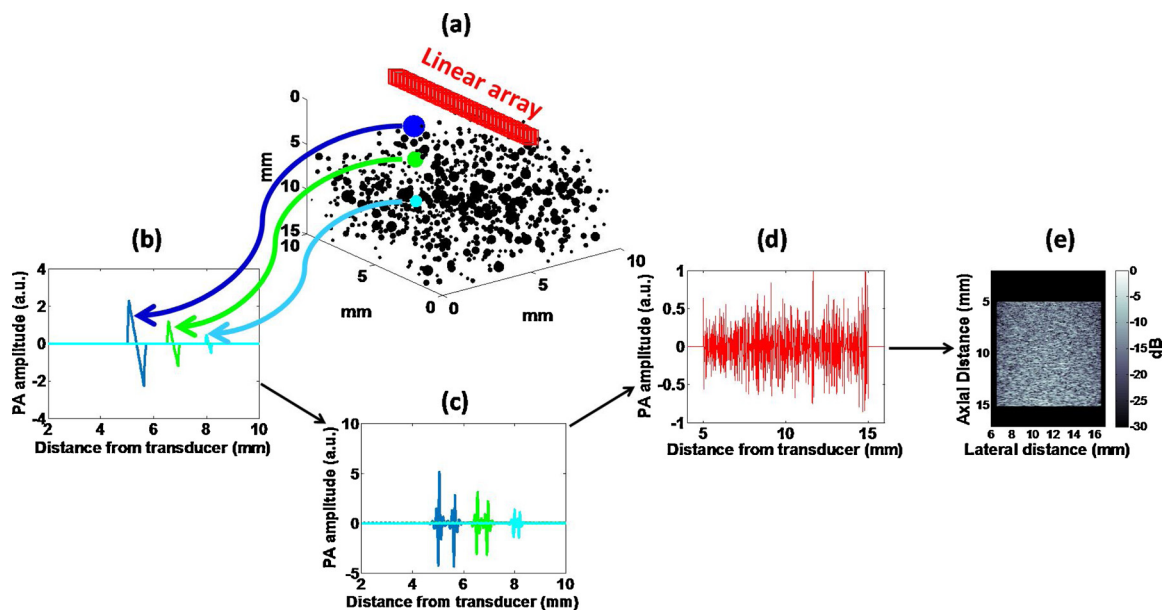 (a)
Linear array
0
5
10
15
mm
10
5
0
mm
0
5
10
mm
(b)
PA amplitude (a.u.)
4
2
0
-2
-4
2 4 6 8 10
Distance from transducer (mm)
(c)
PA amplitude (a.u.)
10
5
0
-5
2 4 6 8 10
Distance from transducer (mm)
(d)
PA amplitude (a.u.)
1
0.5
0
-0.5
-1
5 10 15
Distance from transducer (mm)
(e)
Axial Distance (mm)
5
10
15
6 8 10 12 14 16
Lateral distance (mm)
0
-5
-10
-15
-20
-25
-30
dB